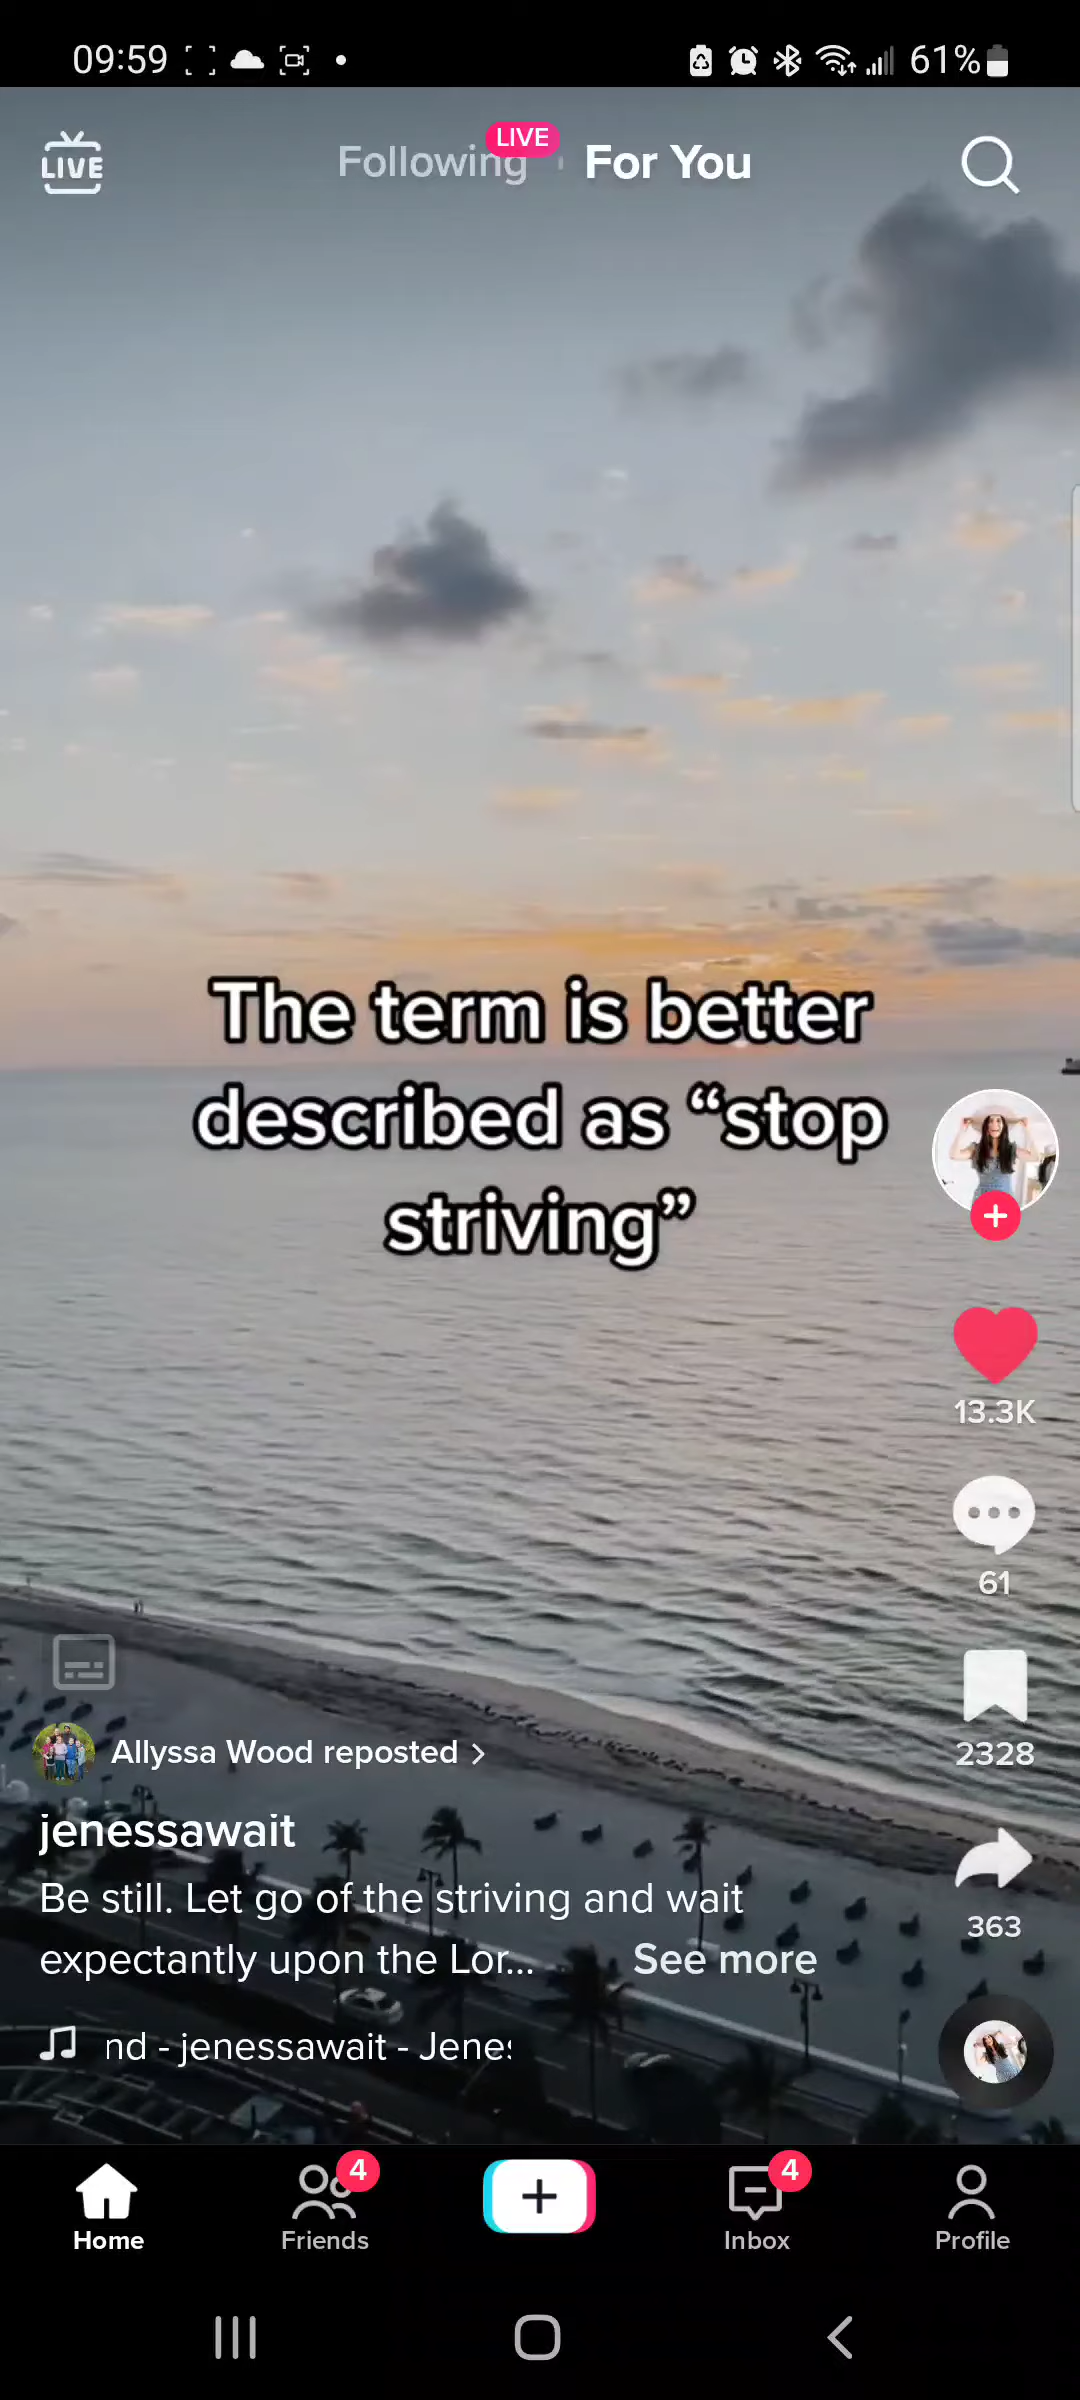 09:59
61%
LIVE
Following
LIVE
For You
The term is better
described as “stop
striving”
13.3K
61
2328
363
Allyssa Wood reposted >
jenessawait
Be still. Let go of the striving and wait
expectantly upon the Lor... See more
nd - jenessawait - Jene
Home
4
Friends
4
Inbox
Profile